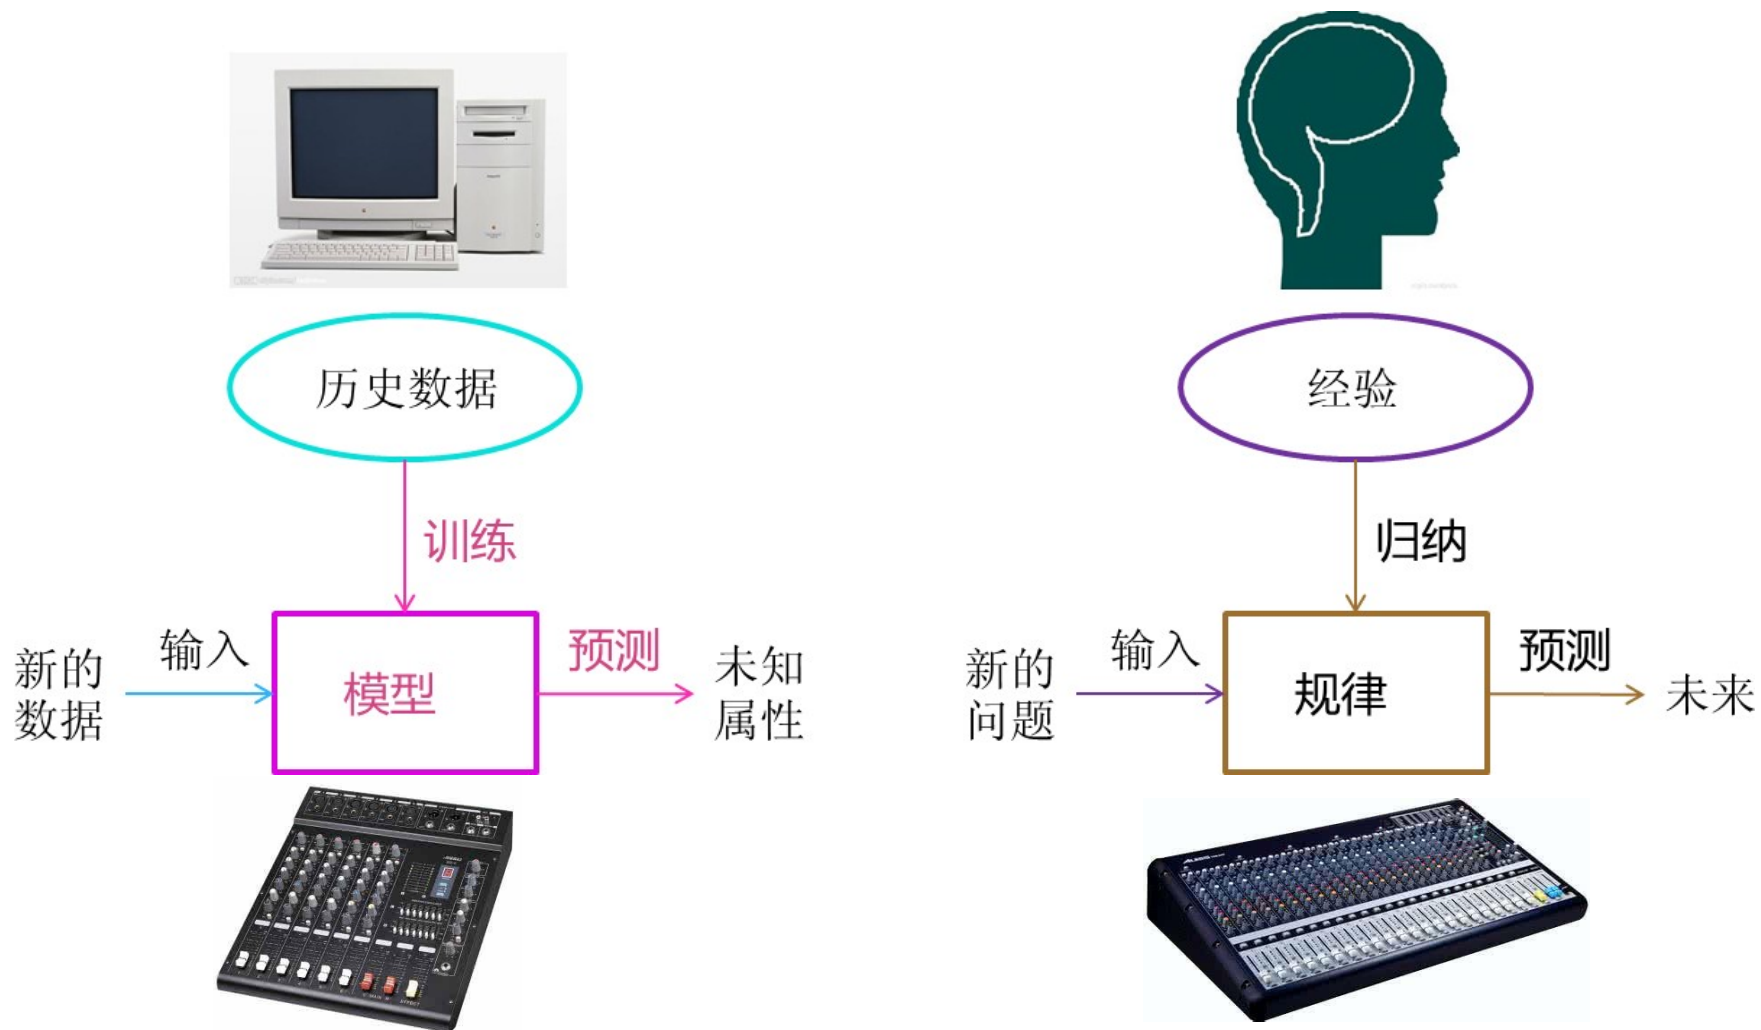 历史数据
训练
输入
新的
数据
模型
预测
未知
属性
经验
归纳
输入
新的
问题
规律
预测
未来